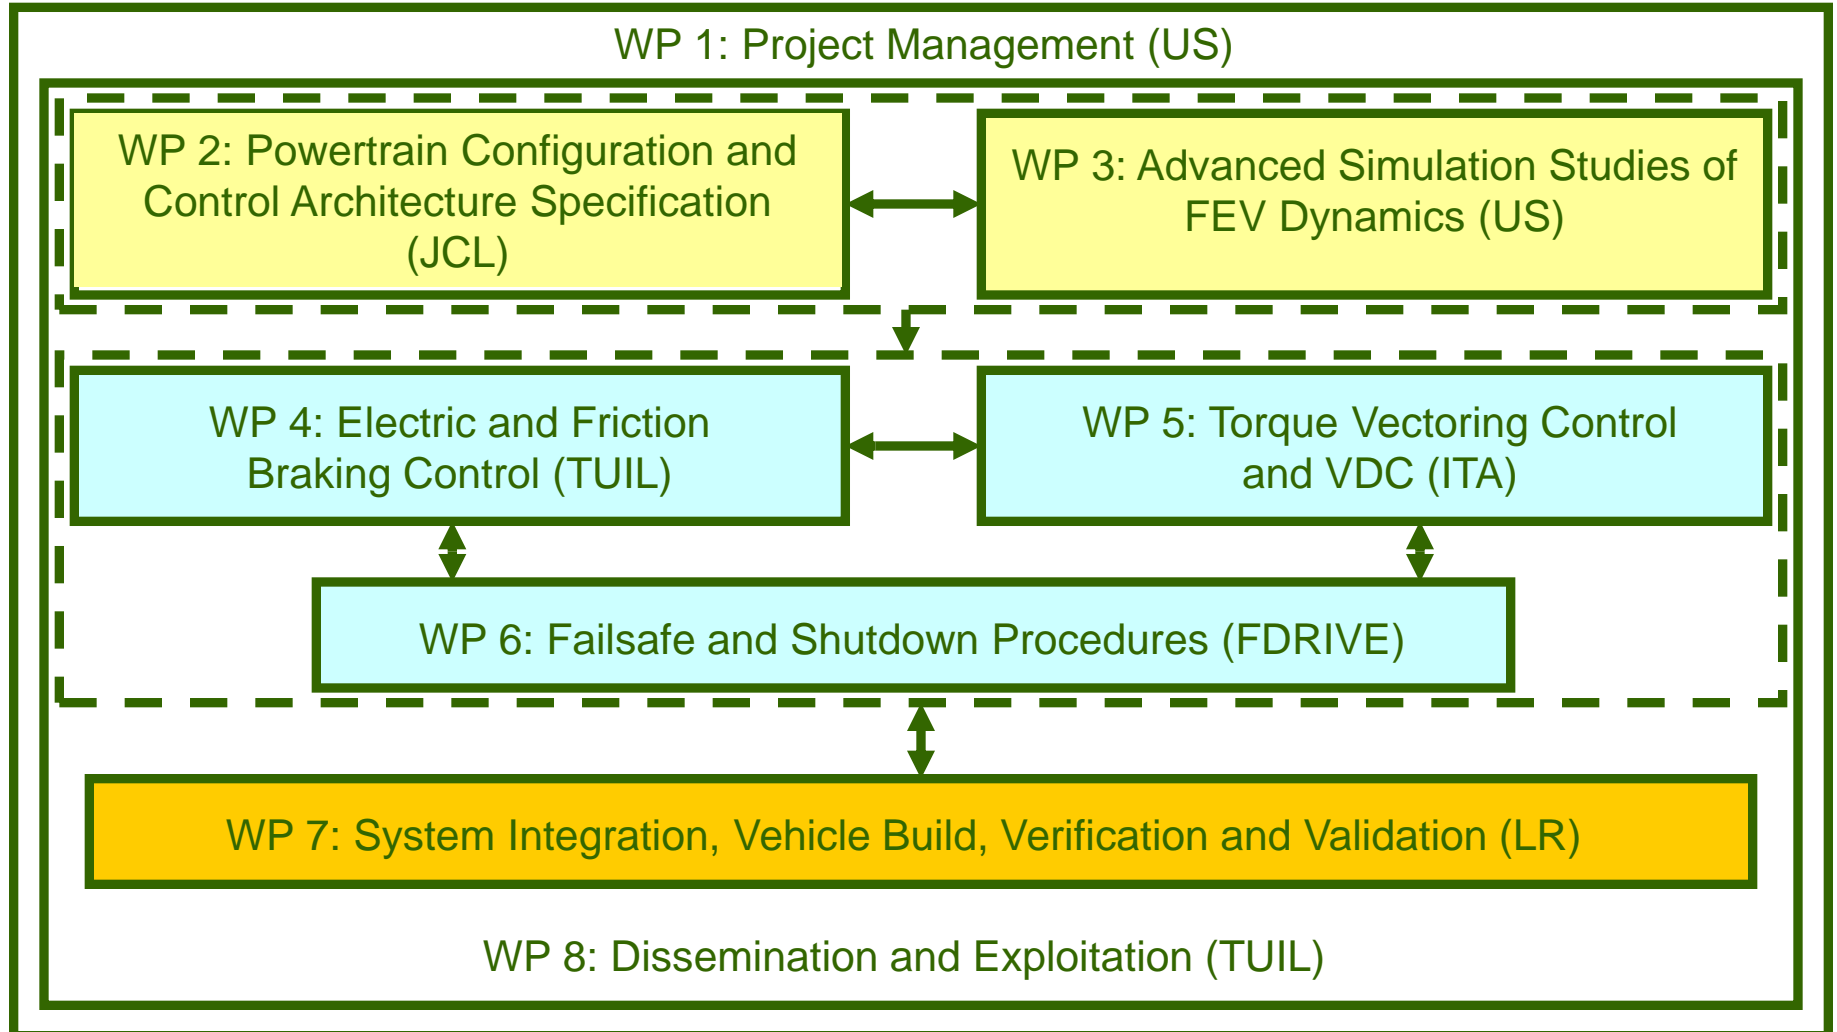 WP 1: Project Management (US)
WP 2: Powertrain Configuration and
Control Architecture Specification
(JCL)
WP 3: Advanced Simulation Studies of
FEV Dynamics (US)
WP 4: Electric and Friction
Braking Control (TUIL)
WP 5: Torque Vectoring Control
and VDC (ITA)
WP 6: Failsafe and Shutdown Procedures (FDRIVE)
WP 7: System Integration, Vehicle Build, Verification and Validation (LR)
WP 8: Dissemination and Exploitation (TUIL)